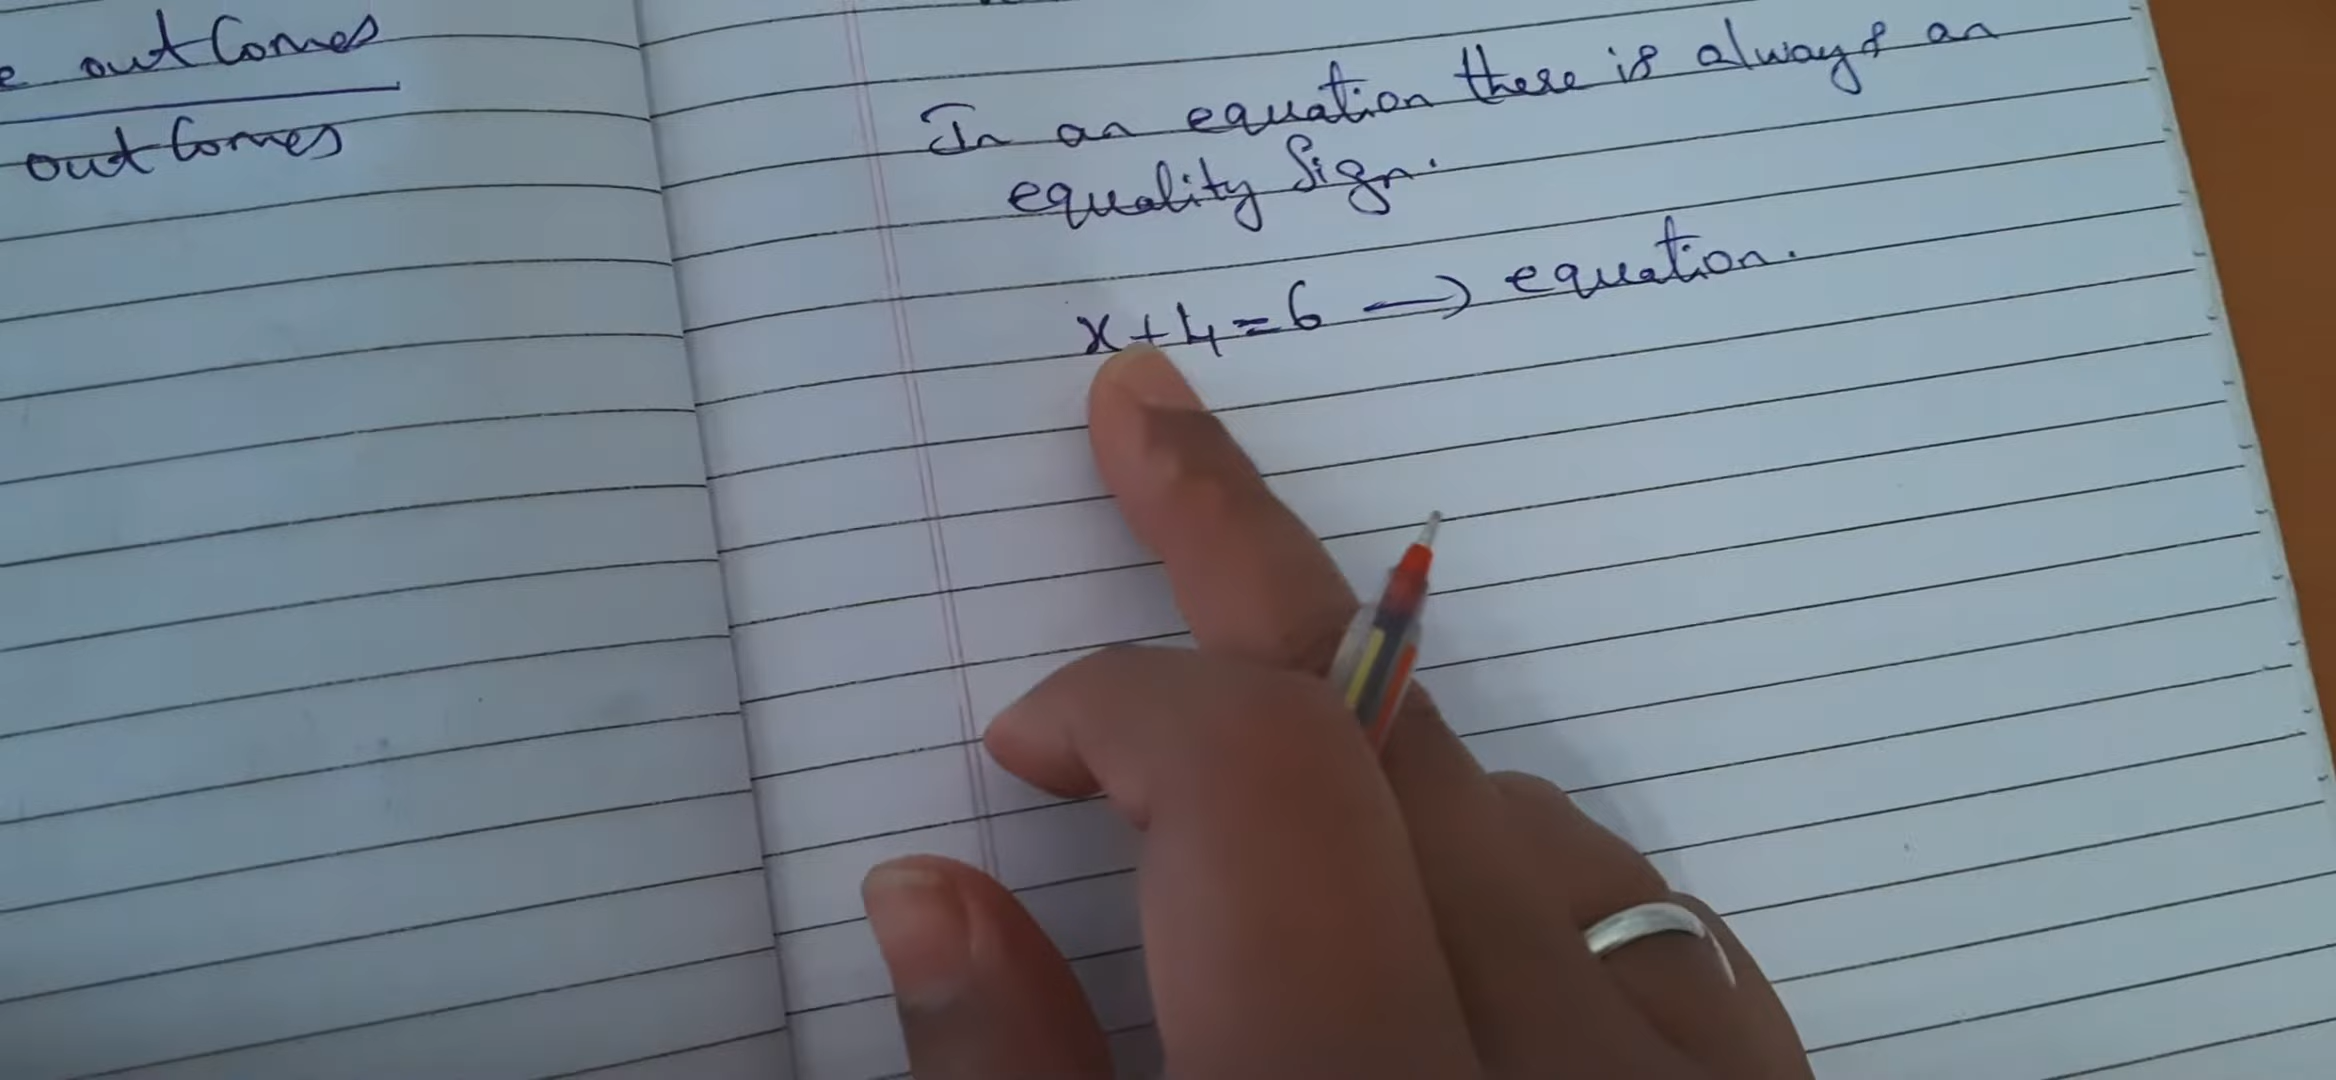 outcomes
outcomes
In an equation there is always an
equality sign.
x+4=6 → equation.